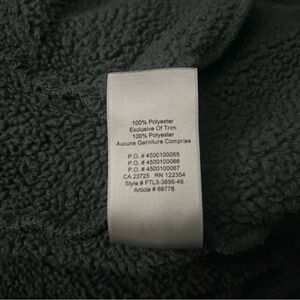 100% Polyester
Exclusive Of Trim
100% Polyester
Aucune Garniture Comprise
P.O. # 4500100065
P.O. # 4500100066
P.O. # 4500100067
CA 23725 RN 122354
Style # FTL3-3856-48
Article # 69778